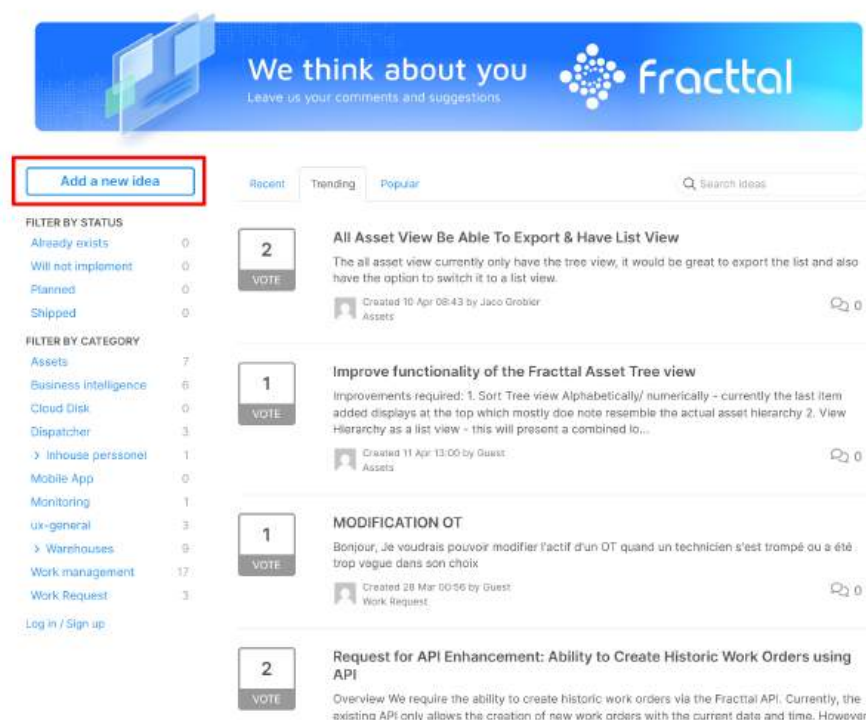 We think about you
Leave us your comments and suggestions
fracttal
Add a new idea
Recent
Trending
Popular
Search ideas
FILTER BY STATUS
Already exists 0
Will not implement 0
Planned 0
Shipped 0
FILTER BY CATEGORY
Assets 7
Business intelligence 6
Cloud Disk 0
Dispatcher 3
> Inhouse perssonel 1
Mobile App 0
Monitoring 1
ux-general 3
> Warehouses 9
Work management 17
Work Request 3
Log in / Sign up
2
VOTE
All Asset View Be Able To Export & Have List View
The all asset view currently only have the tree view, it would be great to export the list and also
have the option to switch it to a list view.
Created 10 Apr 08:43 by Jaco Grobler
Assets
0
1
VOTE
Improve functionality of the Fracttal Asset Tree view
Improvements required: 1. Sort Tree view Alphabetically/ numerically - currently the last item
added displays at the top which mostly doe note resemble the actual asset hierarchy 2. View
Hierarchy as a list view - this will present a combined lo...
Created 11 Apr 13:00 by Guest
Assets
0
1
VOTE
MODIFICATION OT
Bonjour, Je voudrais pouvoir modifier l'actif d'un OT quand un technicien s'est trompé ou a été
trop vague dans son choix
Created 28 Mar 00:56 by Guest
Work Request
0
2
VOTE
Request for API Enhancement: Ability to Create Historic Work Orders using
API
Overview We require the ability to create historic work orders via the Fracttal API. Currently, the
existing API only allows the creation of new work orders with the current date and time. However